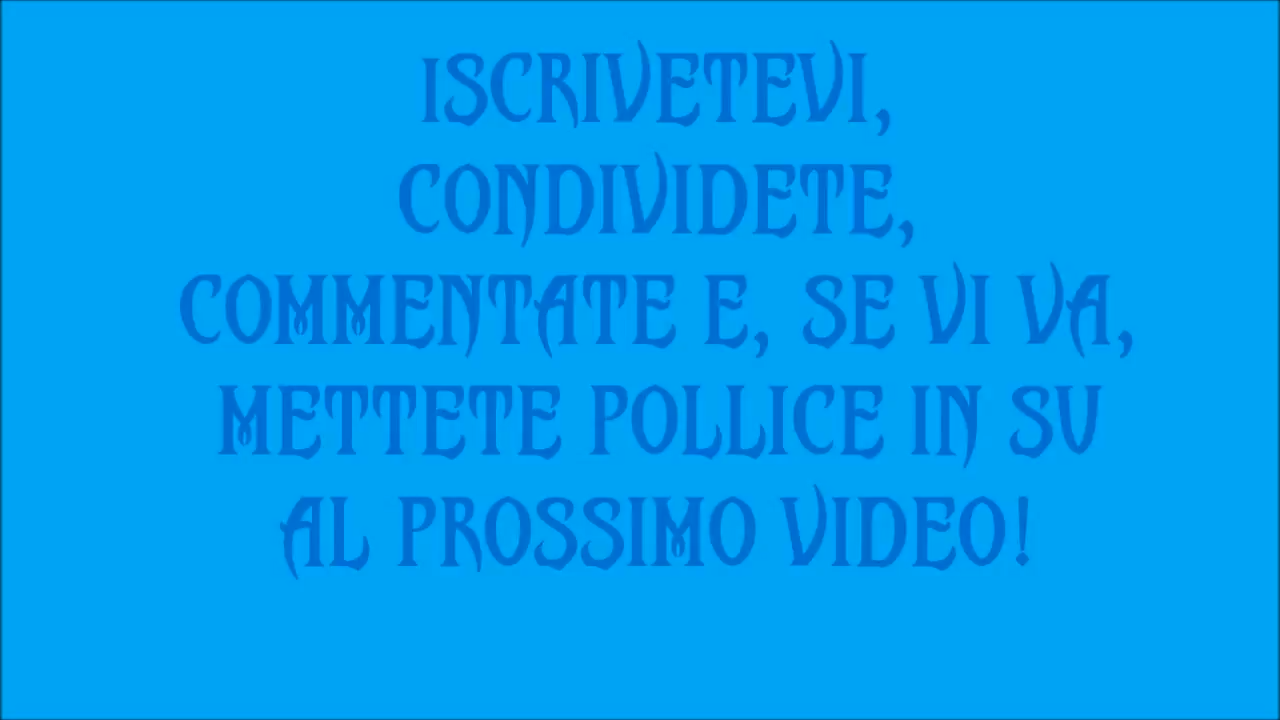 ISCRIVETEVI,
CONDIVIDETE,
COMMENTATE E, SE VI VA,
METTETE POLLICE IN SU
AL PROSSIMO VIDEO!